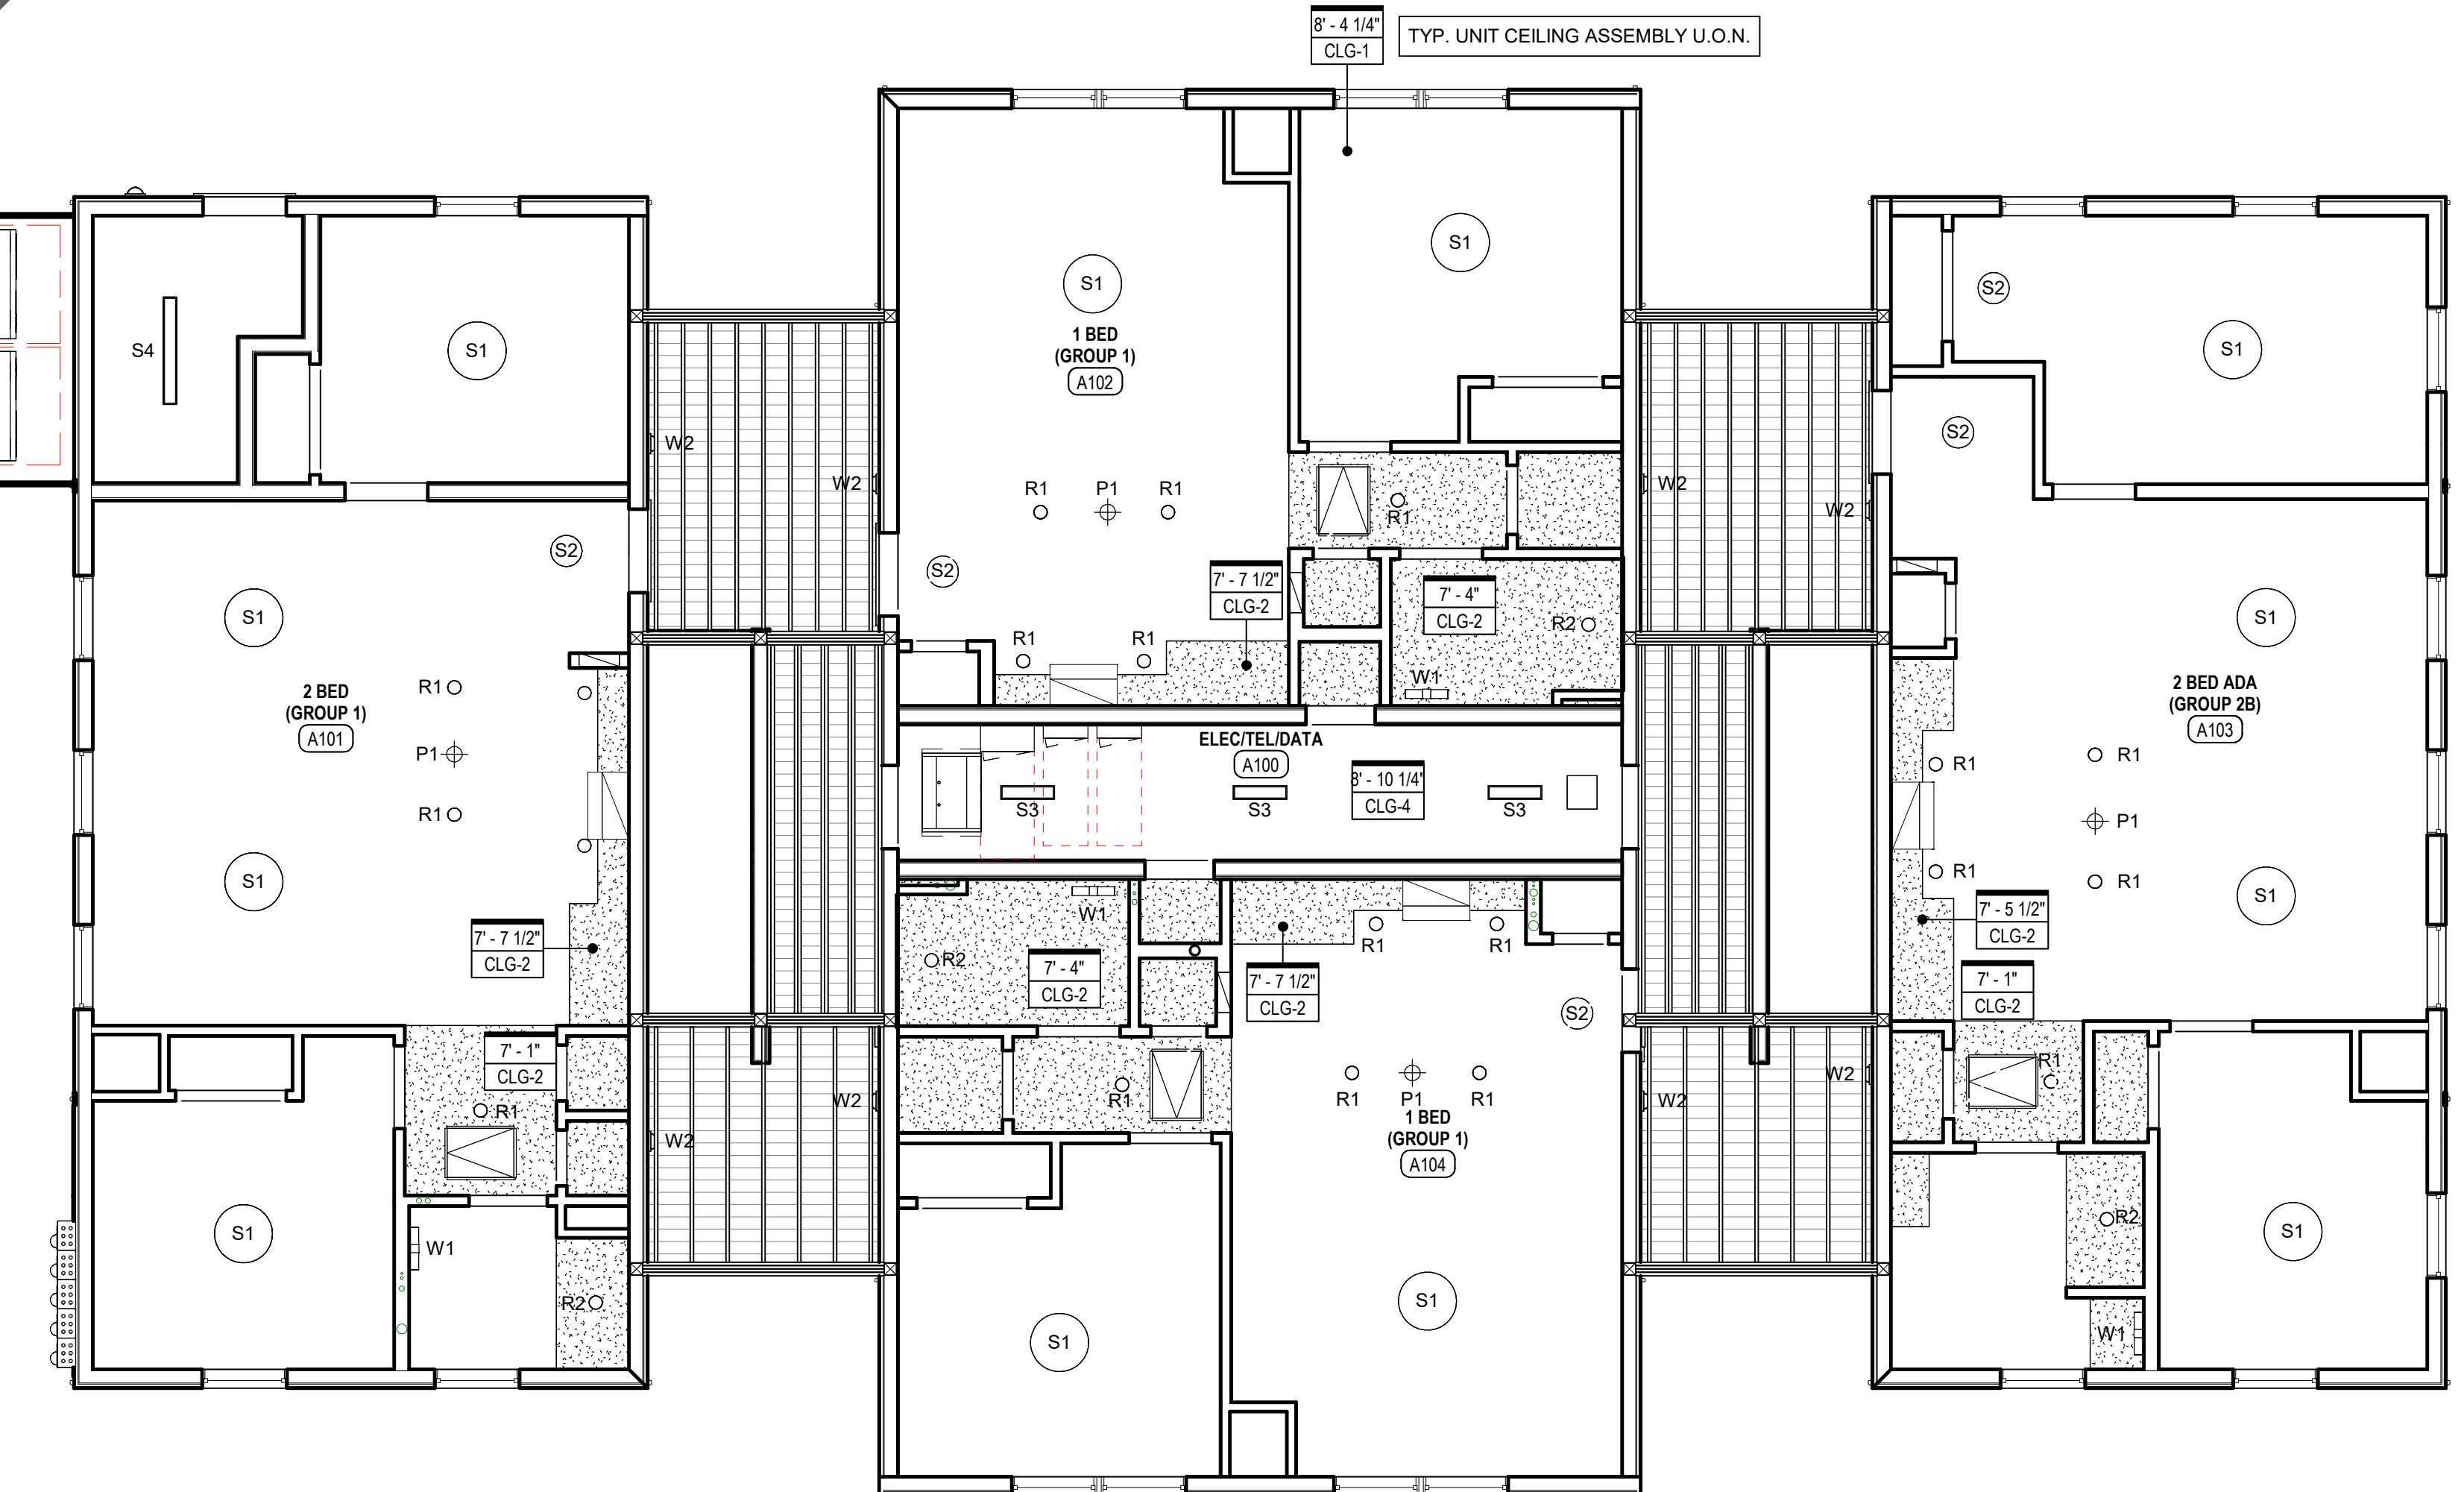 8' - 4 1/4"
CLG-1
TYP. UNIT CEILING ASSEMBLY U.O.N.
S1
S1
S2
S1
S4
S1
1 BED
(GROUP 1)
A102
S2
W2
W2
W2
W2
R1
P1
R1
R1
S2
S2
7' - 7 1/2"
CLG-2
7' - 4"
CLG-2
R2
S1
S1
R1
R1
W1
2 BED
(GROUP 1)
A101
R1
P1
R1
2 BED ADA
(GROUP 2B)
A103
ELEC/TEL/DATA
A100
8' - 10 1/4"
CLG-4
S3
S3
S3
R1
R1
P1
R1
R1
S1
S1
W1
R2
7' - 4"
CLG-2
R1
R1
7' - 7 1/2"
CLG-2
7' - 7 1/2"
CLG-2
7' - 5 1/2"
CLG-2
7' - 1"
CLG-2
S2
7' - 1"
CLG-2
R1
R1
R1
P1
R1
W2
W2
W2
W2
R1
1 BED
(GROUP 1)
A104
S1
W1
R2
S1
S1
S1
R2
W1